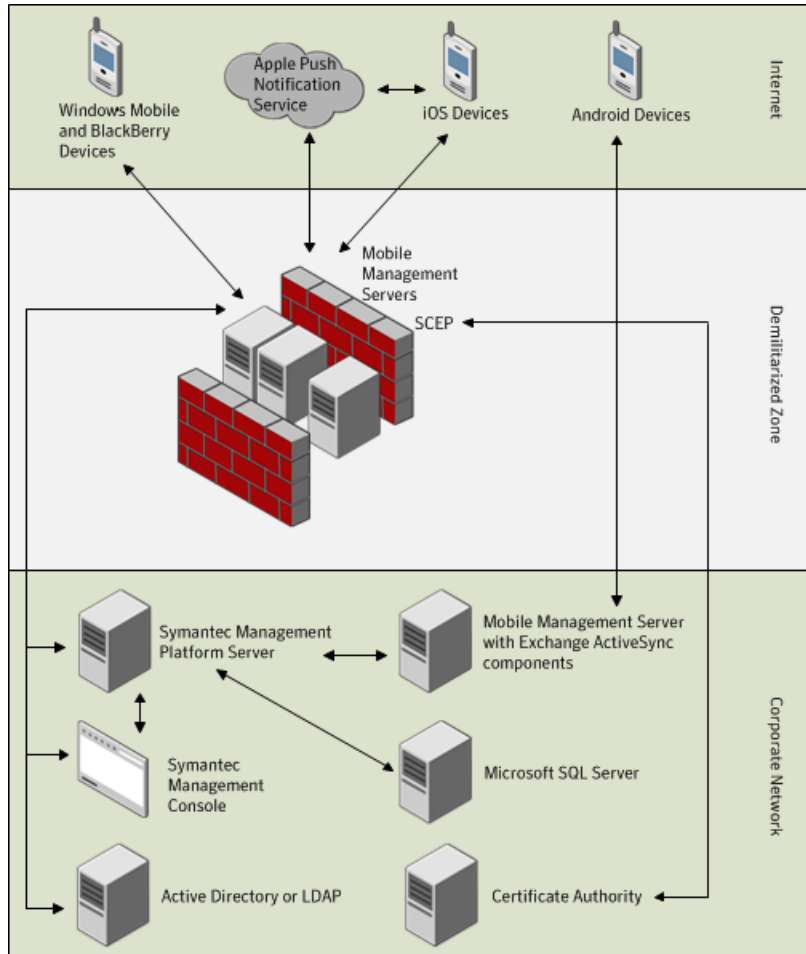 Apple Push
Notification
Service
Windows Mobile
and BlackBerry
Devices
iOS Devices
Android Devices
Internet
Mobile
Management
Servers
SCEP
Demilitarized Zone
Symantec Management
Platform Server
Mobile Management Server
with Exchange ActiveSync
components
Symantec
Management
Console
Microsoft SQL Server
Active Directory or LDAP
Certificate Authority
Corporate Network